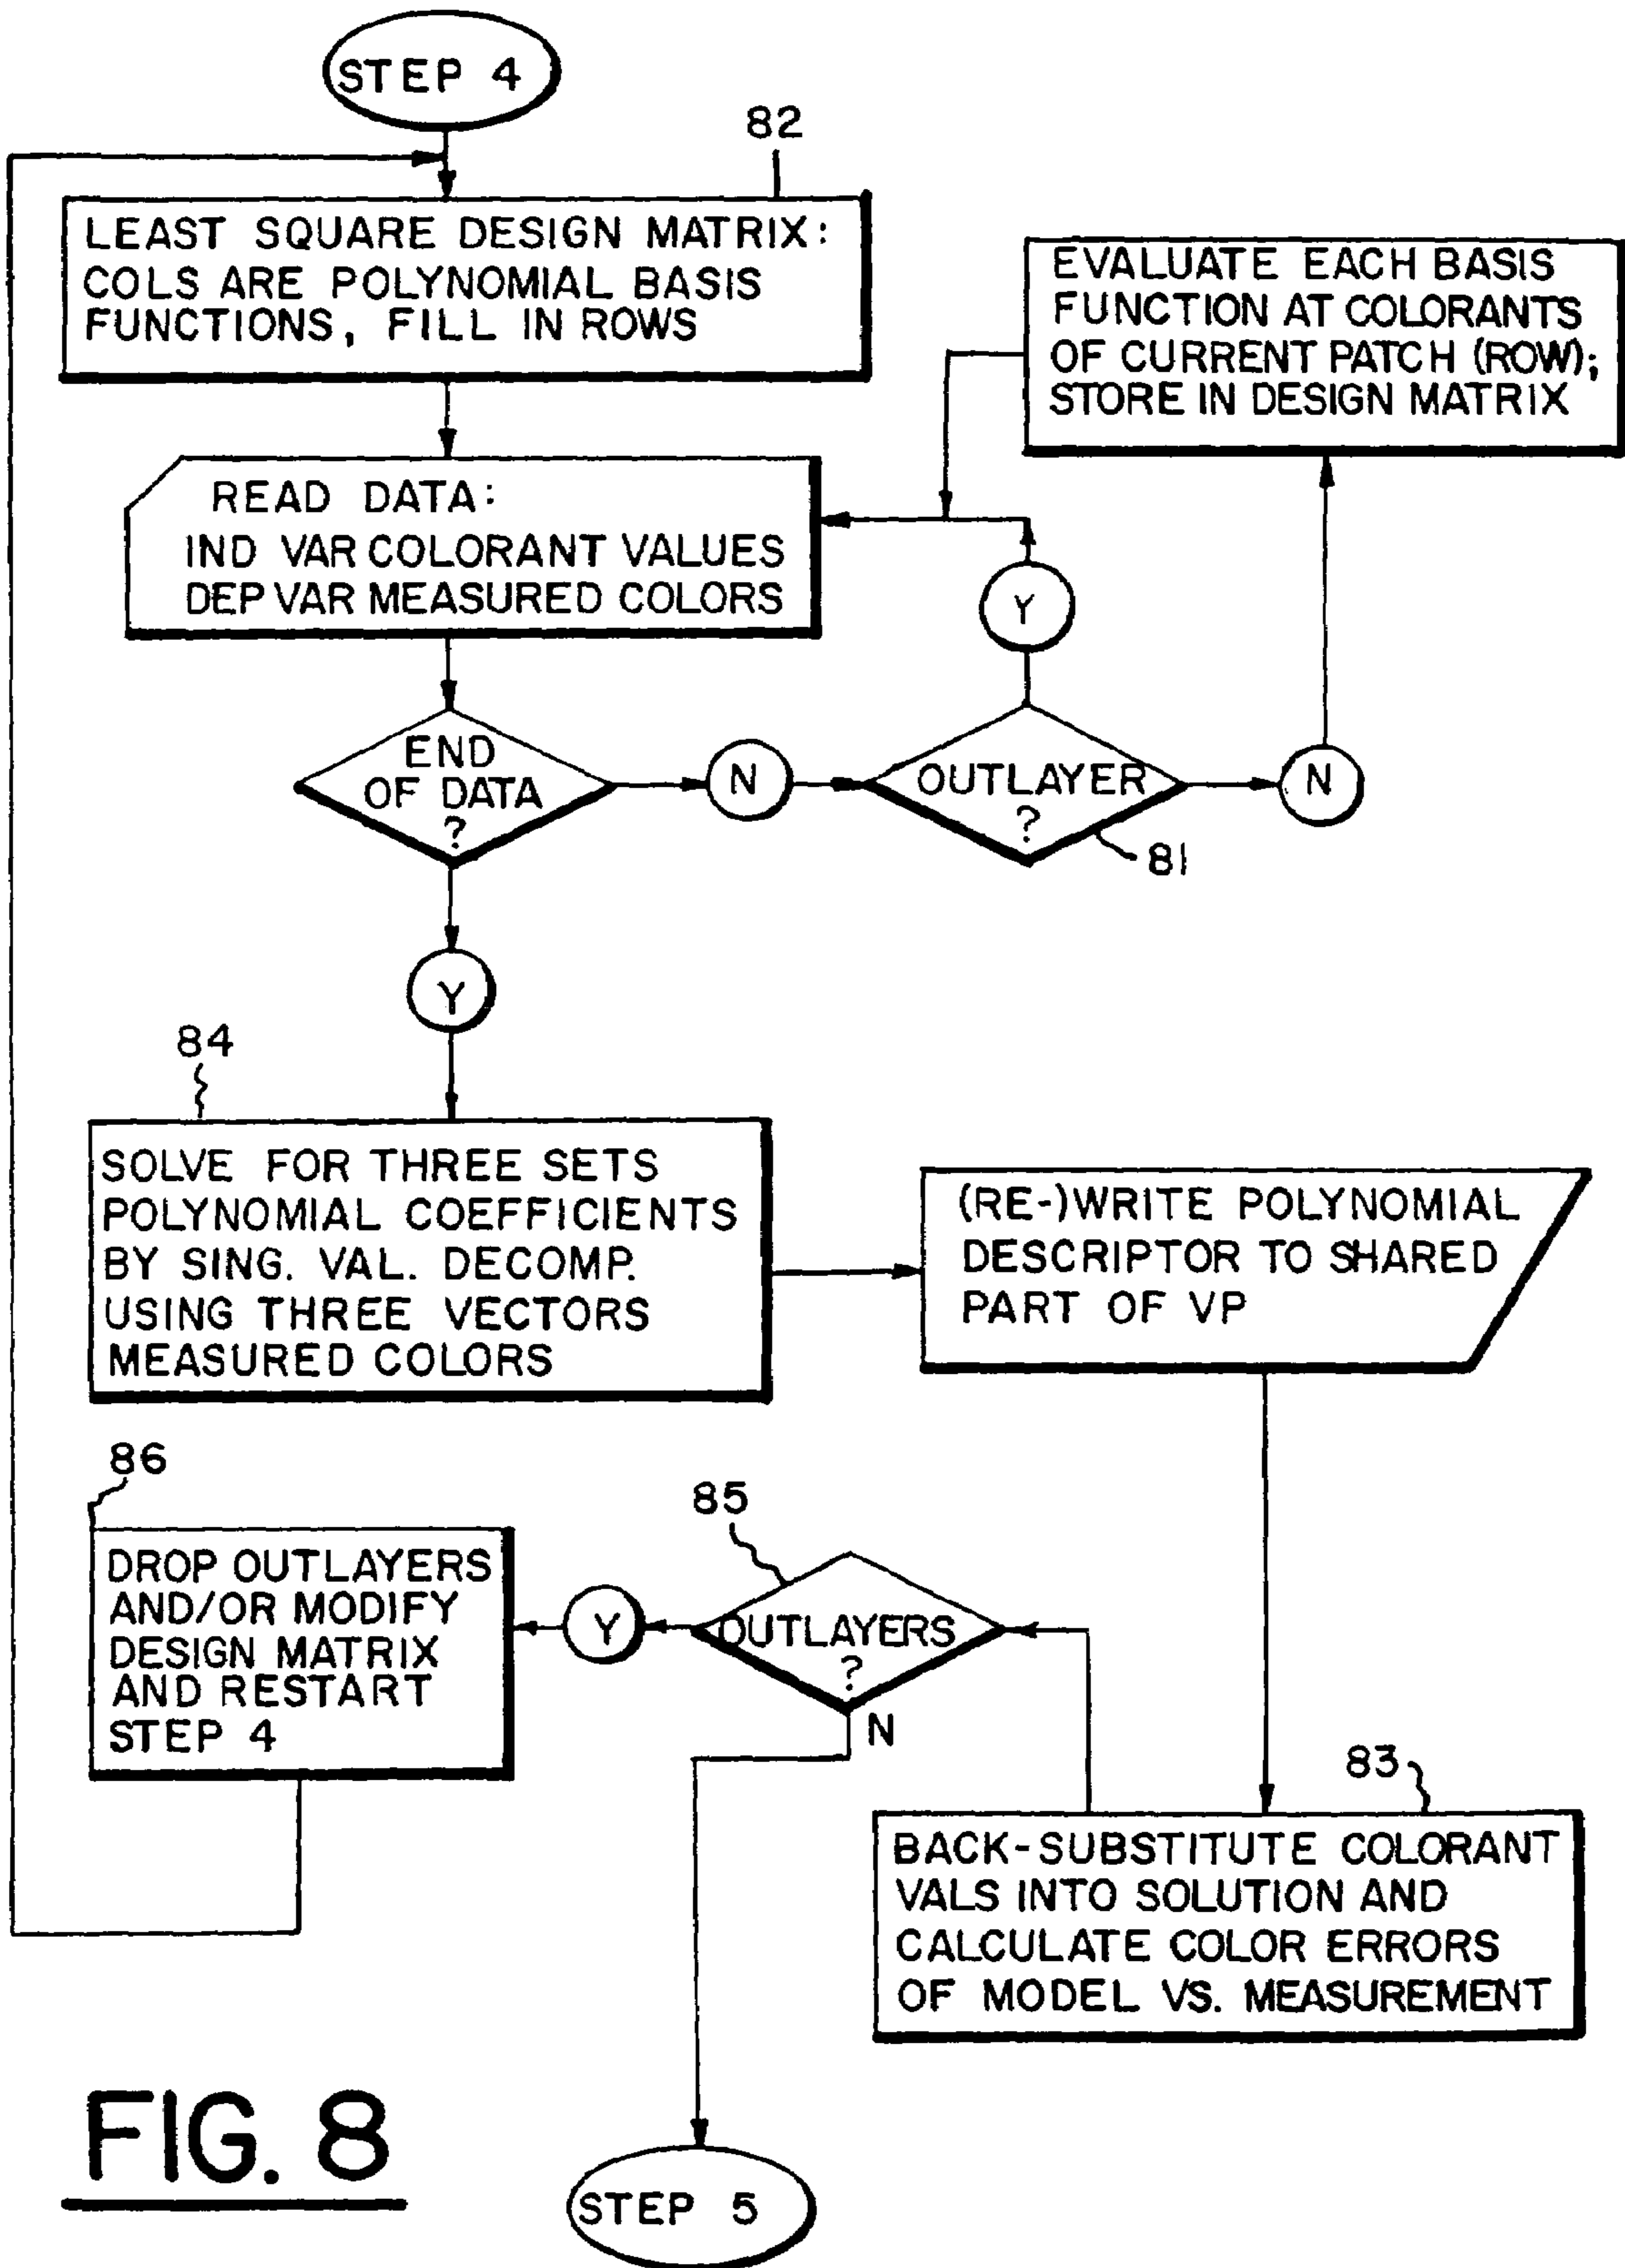 STEP 4
82
LEAST SQUARE DESIGN MATRIX:
COLS ARE POLYNOMIAL BASIS
FUNCTIONS, FILL IN ROWS
EVALUATE EACH BASIS
FUNCTION AT COLORANTS
OF CURRENT PATCH (ROW);
STORE IN DESIGN MATRIX
READ DATA:
IND VAR COLORANT VALUES
DEP VAR MEASURED COLORS
Y
END
OF DATA
?
N
OUTLAYER
?
N
81
Y
84
SOLVE FOR THREE SETS
POLYNOMIAL COEFFICIENTS
BY SING. VAL. DECOMP.
USING THREE VECTORS
MEASURED COLORS
(RE-)WRITE POLYNOMIAL
DESCRIPTOR TO SHARED
PART OF VP
86
DROP OUTLAYERS
AND/OR MODIFY
DESIGN MATRIX
AND RESTART
STEP 4
Y
85
OUTLAYERS
?
N
83
BACK-SUBSTITUTE COLORANT
VALS INTO SOLUTION AND
CALCULATE COLOR ERRORS
OF MODEL VS. MEASUREMENT
FIG. 8
STEP 5